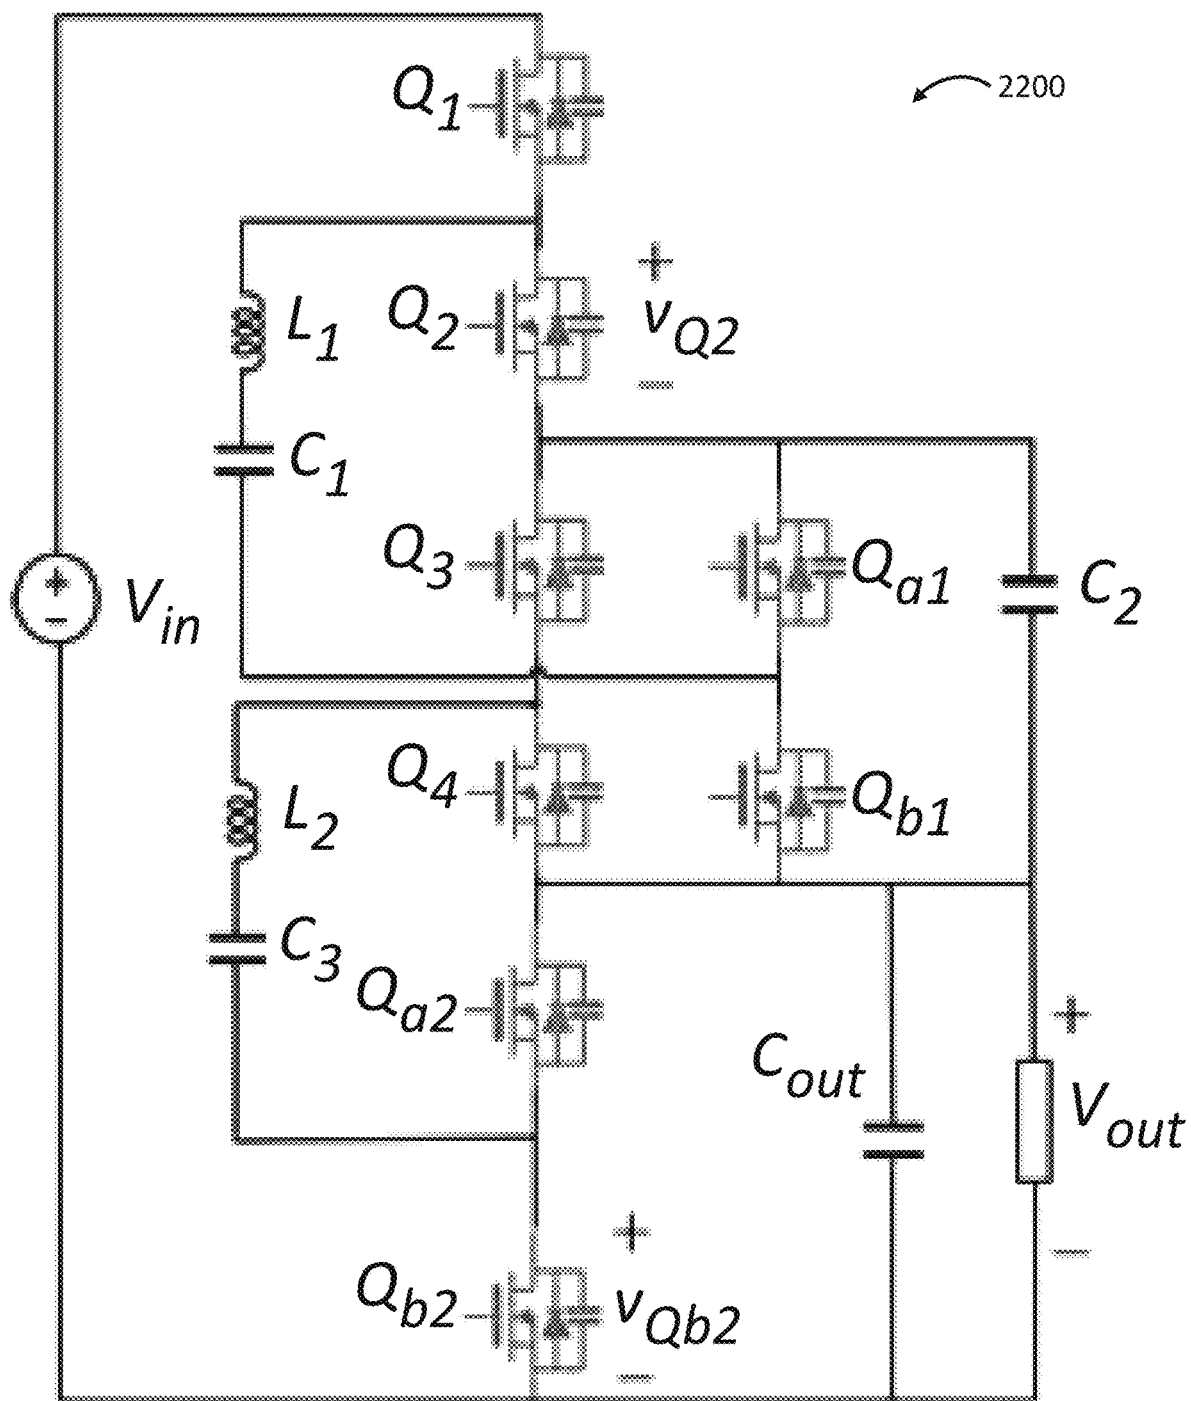 Q1
2200
+
Q2
L1
vQ2
−
C1
Q3
Qa1
C2
+
−
Vin
Q4
L2
Qb1
C3
Qa2
+
Cout
Vout
+
−
Qb2
vQb2
−